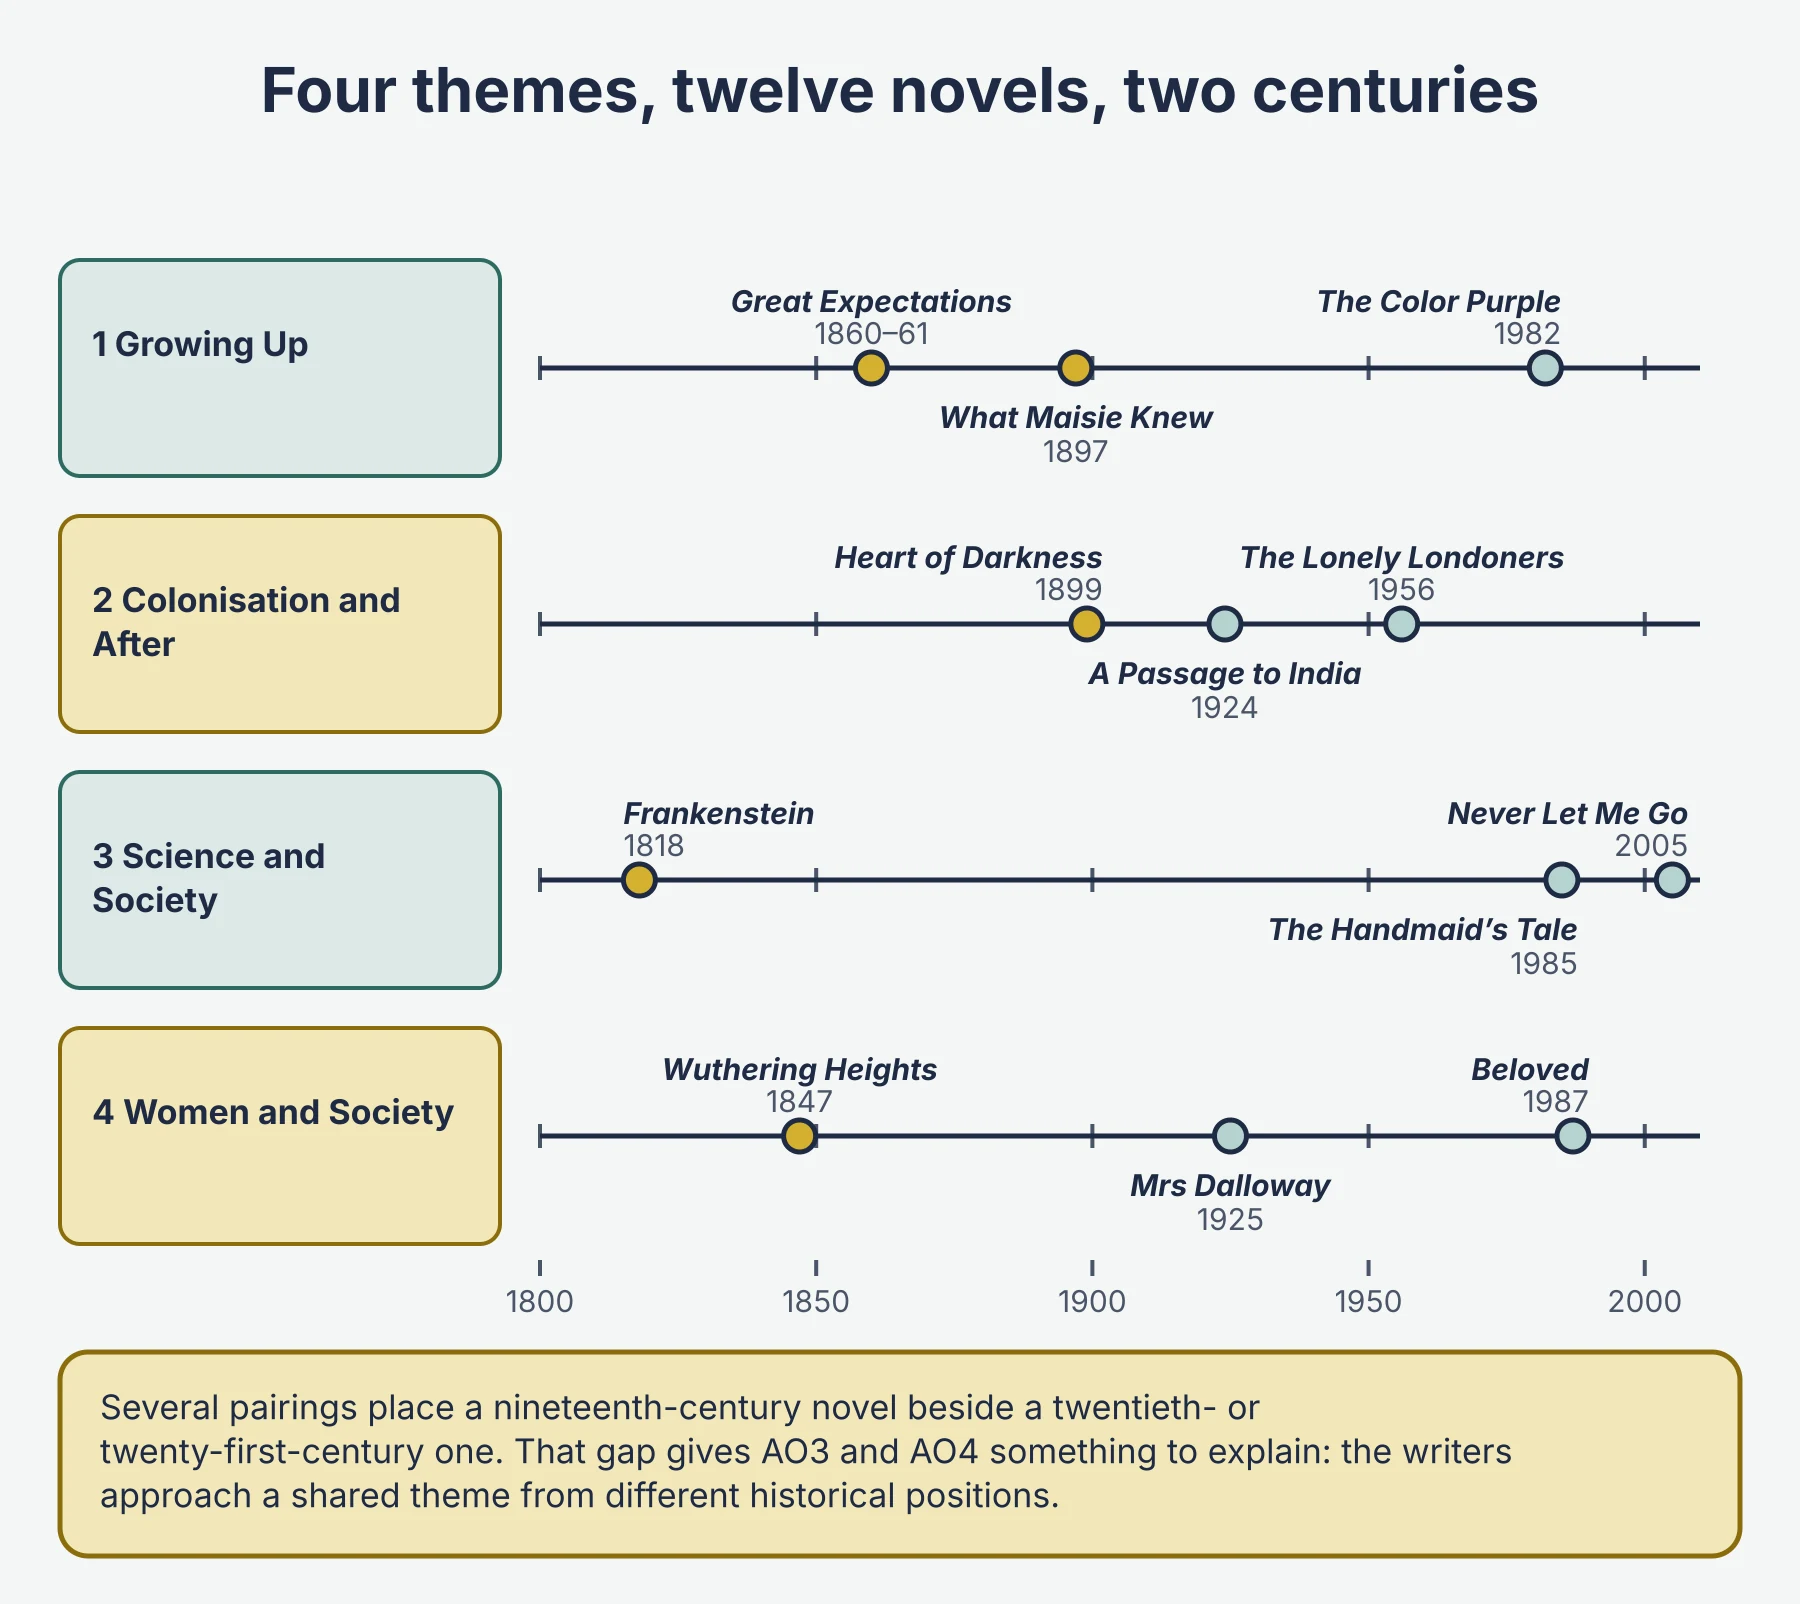 Four themes, twelve novels, two centuries
1 Growing Up
Great Expectations
1860–61
The Color Purple
1982
What Maisie Knew
1897
2 Colonisation and
After
Heart of Darkness
1899
The Lonely Londoners
1956
A Passage to India
1924
3 Science and
Society
Frankenstein
1818
Never Let Me Go
2005
The Handmaid’s Tale
1985
4 Women and Society
Wuthering Heights
1847
Beloved
1987
Mrs Dalloway
1925
1800 1850 1900 1950 2000
Several pairings place a nineteenth-century novel beside a twentieth- or
twenty-first-century one. That gap gives AO3 and AO4 something to explain: the writers
approach a shared theme from different historical positions.